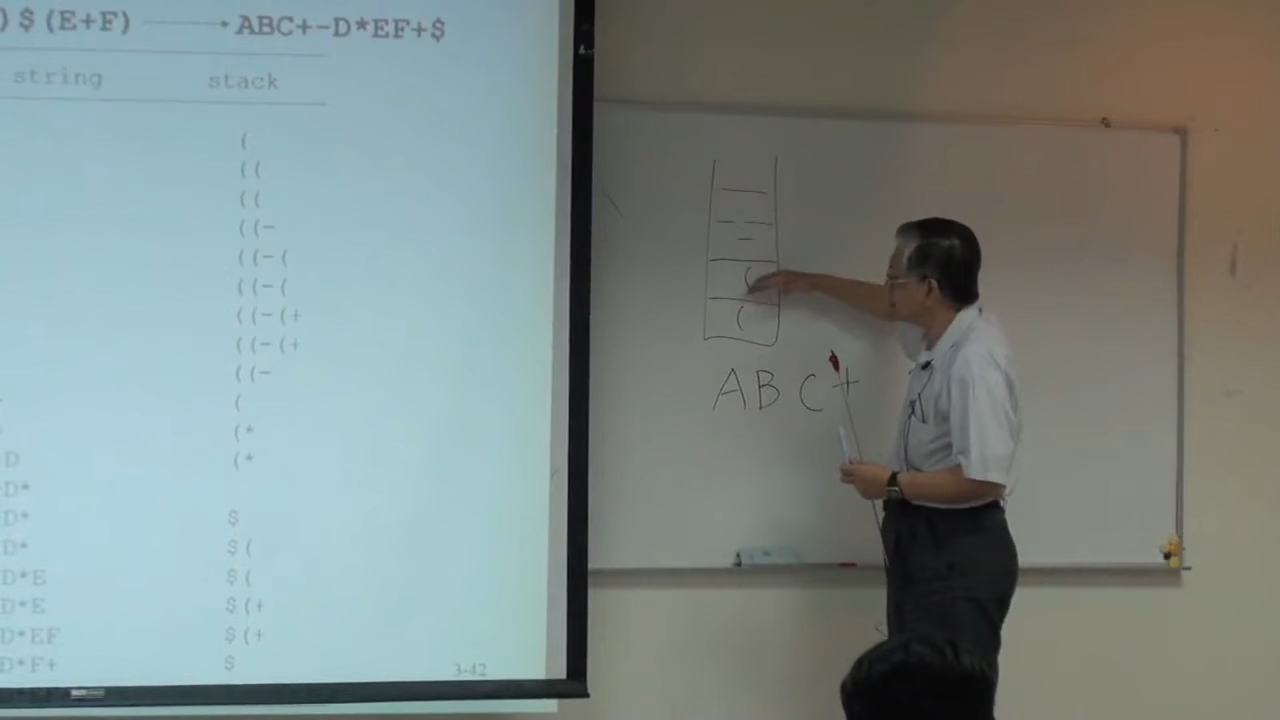 ) $ (E+F) → ABC+-D*EF+$
string stack
(
((
((
((-
((-(
((-(
((-(+
((-(+
((-
(
(*
D (*
D*
D* $
D* $(
D*E $(
D*E $(+
D*EF $(+
D*F+ $
3-42
-
(
(
ABC+